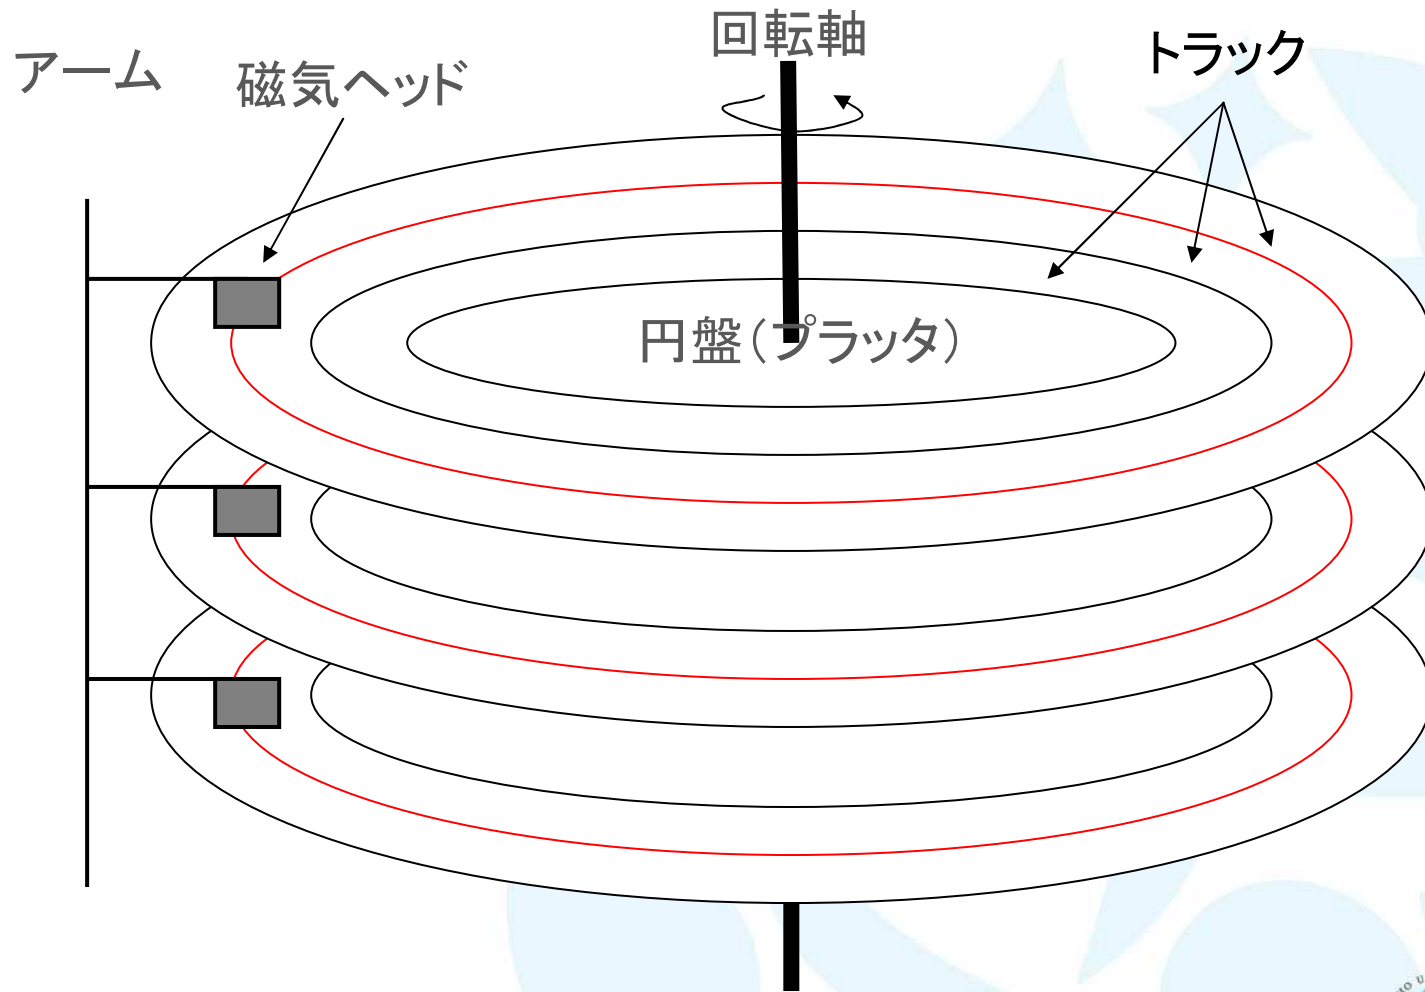 回転軸
トラック
アーム
磁気ヘッド
円盤(プラッタ)